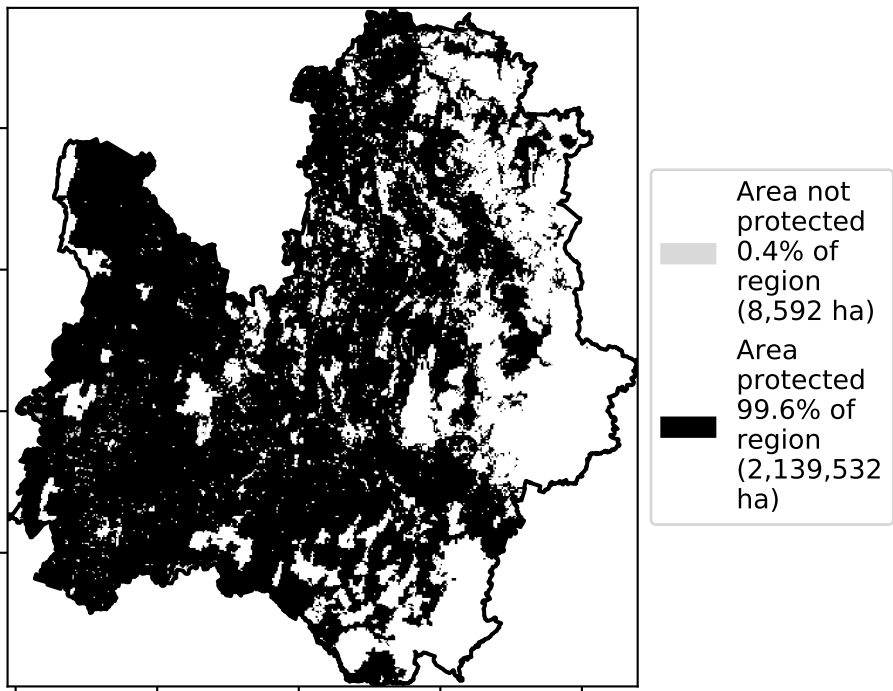 Area not
protected
0.4% of
region
(8,592 ha)
Area
protected
99.6% of
region
(2,139,532
ha)